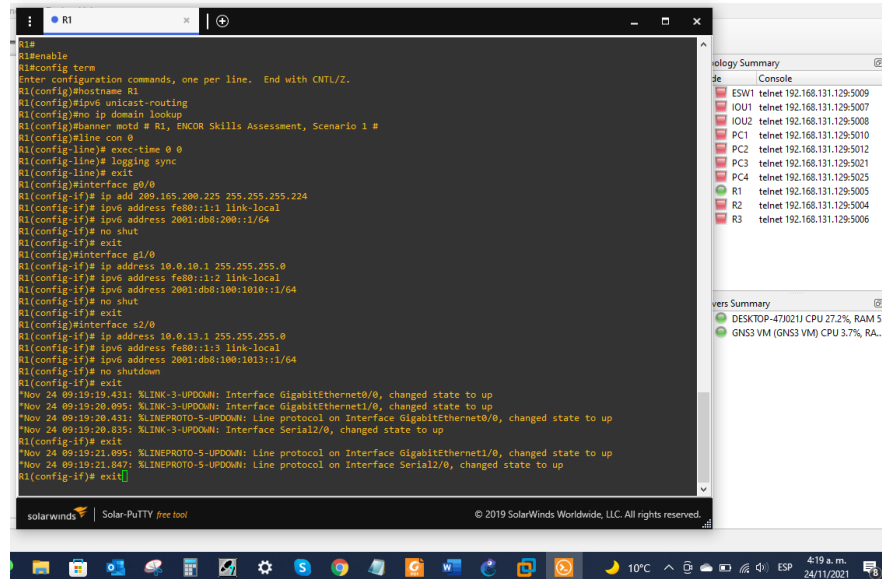 R1
R1#
R1#enable
R1#config term
Enter configuration commands, one per line. End with CNTL/Z.
R1(config)#hostname R1
R1(config)#ipv6 unicast-routing
R1(config)#no ip domain lookup
R1(config)#banner motd # R1, ENCOR Skills Assessment, Scenario 1 #
R1(config)#line con 0
R1(config-line)# exec-time 0 0
R1(config-line)# logging sync
R1(config-line)# exit
R1(config)#interface g0/0
R1(config-if)# ip add 209.165.200.225 255.255.255.224
R1(config-if)# ipv6 address fe80::1:1 link-local
R1(config-if)# ipv6 address 2001:db8:200::1/64
R1(config-if)# no shut
R1(config-if)# exit
R1(config)#interface g1/0
R1(config-if)# ip address 10.0.10.1 255.255.255.0
R1(config-if)# ipv6 address fe80::1:2 link-local
R1(config-if)# ipv6 address 2001:db8:100:1010::1/64
R1(config-if)# no shut
R1(config-if)# exit
R1(config)#interface s2/0
R1(config-if)# ip address 10.0.13.1 255.255.255.0
R1(config-if)# ipv6 address fe80::1:3 link-local
R1(config-if)# ipv6 address 2001:db8:100:1013::1/64
R1(config-if)# no shutdown
R1(config-if)# exit
*Nov 24 09:19:19.431: %LINK-3-UPDOWN: Interface GigabitEthernet0/0, changed state to up
*Nov 24 09:19:20.095: %LINK-3-UPDOWN: Interface GigabitEthernet1/0, changed state to up
*Nov 24 09:19:20.431: %LINEPROTO-5-UPDOWN: Line protocol on Interface GigabitEthernet0/0, changed state to up
*Nov 24 09:19:20.835: %LINK-3-UPDOWN: Interface Serial2/0, changed state to up
R1(config-if)# exit
*Nov 24 09:19:21.095: %LINEPROTO-5-UPDOWN: Line protocol on Interface GigabitEthernet1/0, changed state to up
*Nov 24 09:19:21.847: %LINEPROTO-5-UPDOWN: Line protocol on Interface Serial2/0, changed state to up
R1(config-if)# exit
solarwinds Solar-PuTTY free tool © 2019 SolarWinds Worldwide, LLC. All rights reserved.
ology Summary
de Console
ESW1 telnet 192.168.131.129:5009
IOU1 telnet 192.168.131.129:5007
IOU2 telnet 192.168.131.129:5008
PC1 telnet 192.168.131.129:5010
PC2 telnet 192.168.131.129:5012
PC3 telnet 192.168.131.129:5021
PC4 telnet 192.168.131.129:5025
R1 telnet 192.168.131.129:5005
R2 telnet 192.168.131.129:5004
R3 telnet 192.168.131.129:5006
vers Summary
DESKTOP-47J021J CPU 27.2%, RAM 5
GNS3 VM (GNS3 VM) CPU 3.7%, RA..
10°C ESP 4:19 a. m.
24/11/2021